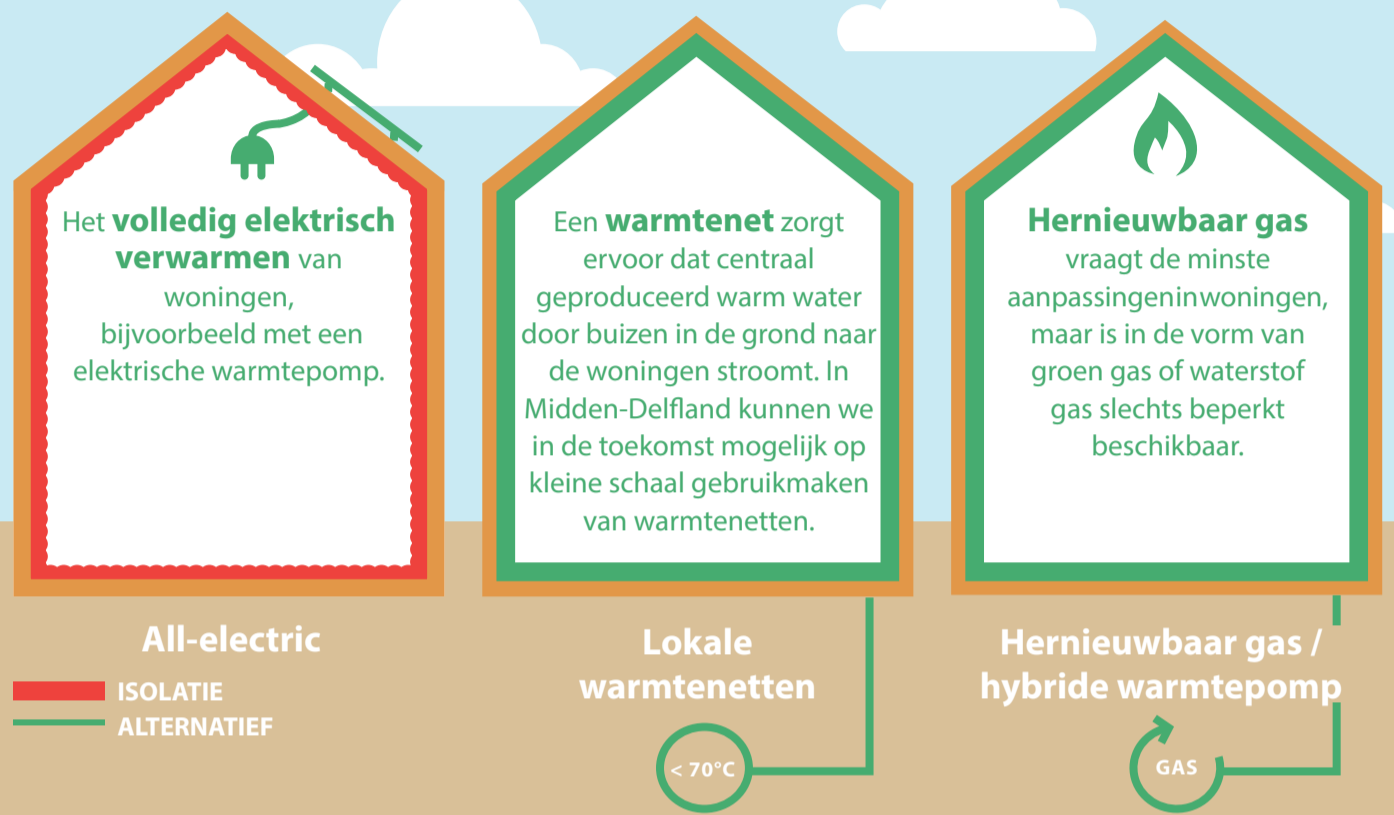 Het volledig elektrisch
verwarmen van
woningen,
bijvoorbeeld met een
elektrische warmtepomp.
All-electric
ISOLATIE
ALTERNATIEF
Een warmtenet zorgt
ervoor dat centraal
geproduceerd warm water
door buizen in de grond naar
de woningen stroomt. In
Midden-Delfland kunnen we
in de toekomst mogelijk op
kleine schaal gebruikmaken
van warmtenetten.
Lokale
warmtenetten
< 70°C
Hernieuwbaar gas
vraagt de minste
aanpassingeninwoningen,
maar is in de vorm van
groen gas of waterstof
gas slechts beperkt
beschikbaar.
Hernieuwbaar gas /
hybride warmtepomp
GAS